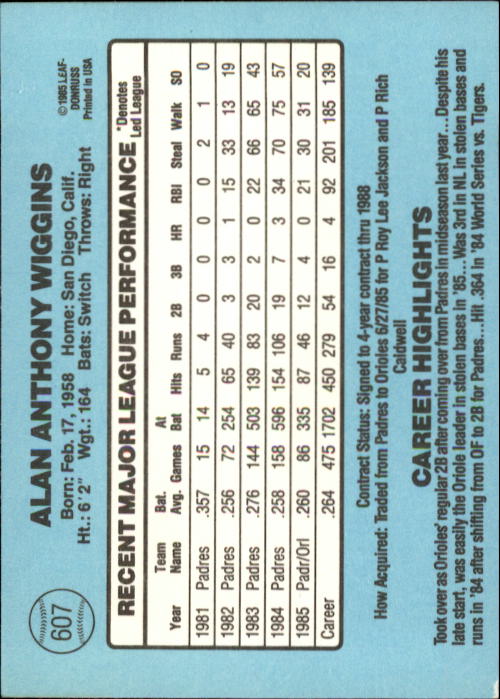 607
ALAN ANTHONY WIGGINS
©1985 LEAF-
DONRUSS
Printed in USA
Born: Feb. 17, 1958 Home: San Diego, Calif.
Ht.: 6'2" Wgt.: 164 Bats: Switch Throws: Right
RECENT MAJOR LEAGUE PERFORMANCE *Denotes Led League
Year Team Name Bat. Avg. Games At Bat Hits Runs 2B 3B HR RBI Steal Walk SO
1981 Padres .357 15 14 5 4 0 0 0 0 2 1 0
1982 Padres .256 72 254 65 40 3 3 1 15 33 13 19
1983 Padres .276 144 503 139 83 20 2 0 22 66 65 43
1984 Padres .258 158 596 154 106 19 7 3 34 70 75 57
1985 Padr/Orl .260 86 335 87 46 12 4 0 21 30 31 20
Career .264 475 1702 450 279 54 16 4 92 201 185 139
Contract Status: Signed to 4-year contract thru 1988
How Acquired: Traded from Padres to Orioles 6/27/85 for P Roy Lee Jackson and P Rich
Caldwell
CAREER HIGHLIGHTS
Took over as Orioles' regular 2B after coming over from Padres in midseason last year...Despite his
late start, was easily the Oriole leader in stolen bases in '85...Was 3rd in NL in stolen bases and
runs in '84 after shifting from OF to 2B for Padres...Hit .364 in '84 World Series vs. Tigers.